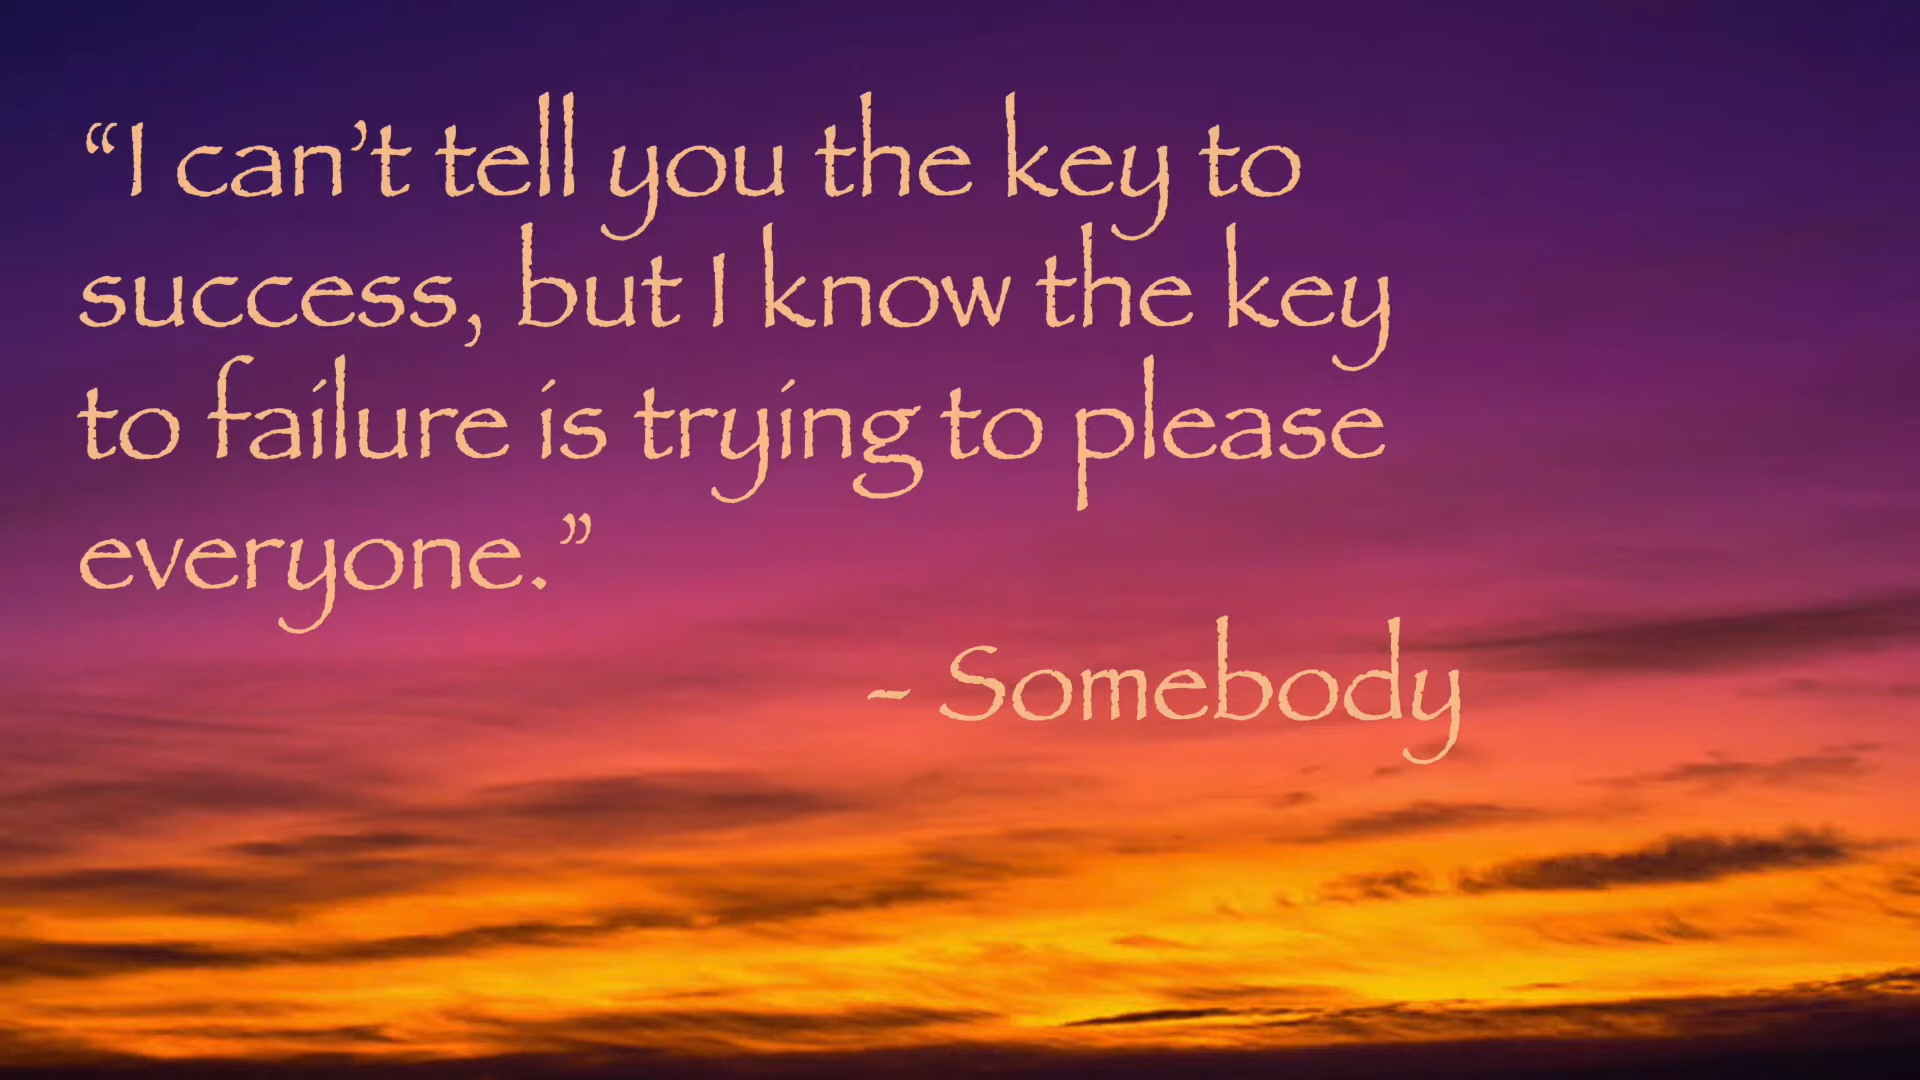 “I can’t tell you the key to
success, but I know the key
to failure is trying to please
everyone.”
- Somebody